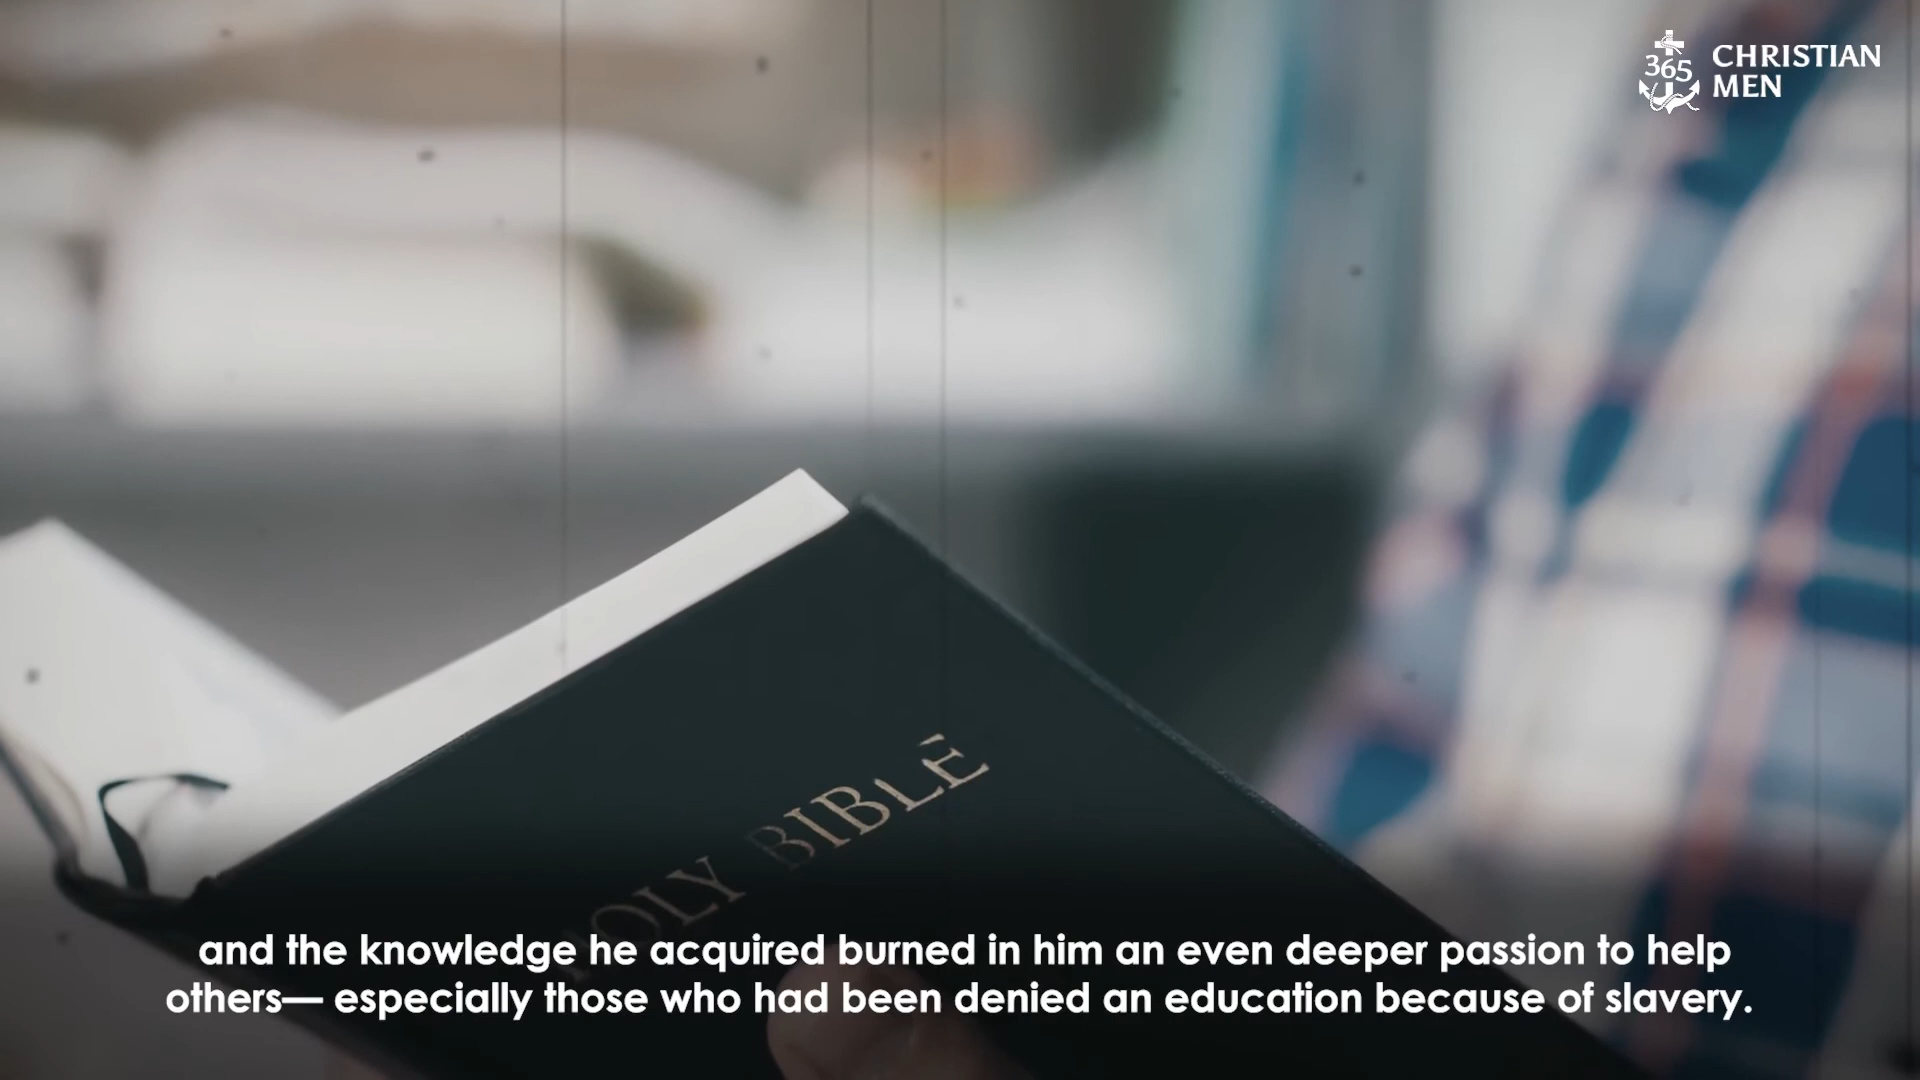 365
CHRISTIAN
MEN
HOLY BIBLE
and the knowledge he acquired burned in him an even deeper passion to help
others— especially those who had been denied an education because of slavery.